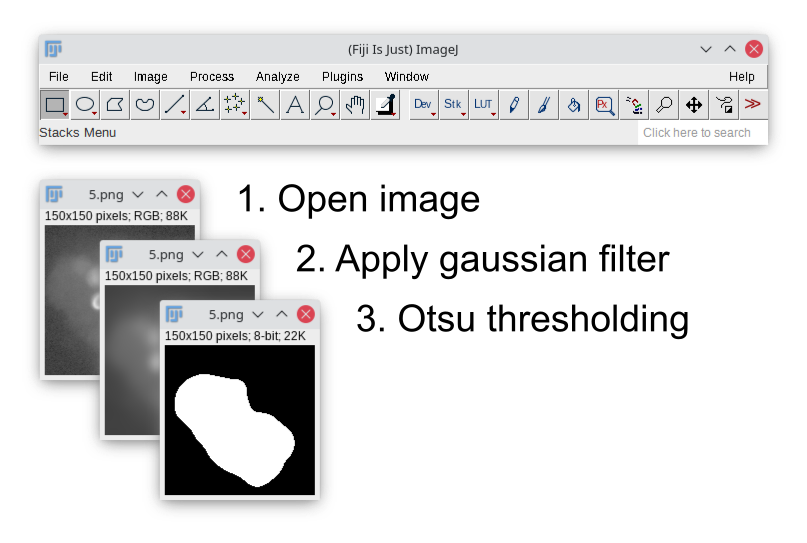 (Fiji Is Just) ImageJ
File Edit Image Process Analyze Plugins Window Help
A Dev Stk LUT Px >>
Stacks Menu Click here to search
5.png
150x150 pixels; RGB; 88K
1. Open image
5.png
150x150 pixels; RGB; 88K
2. Apply gaussian filter
5.png
150x150 pixels; 8-bit; 22K
3. Otsu thresholding